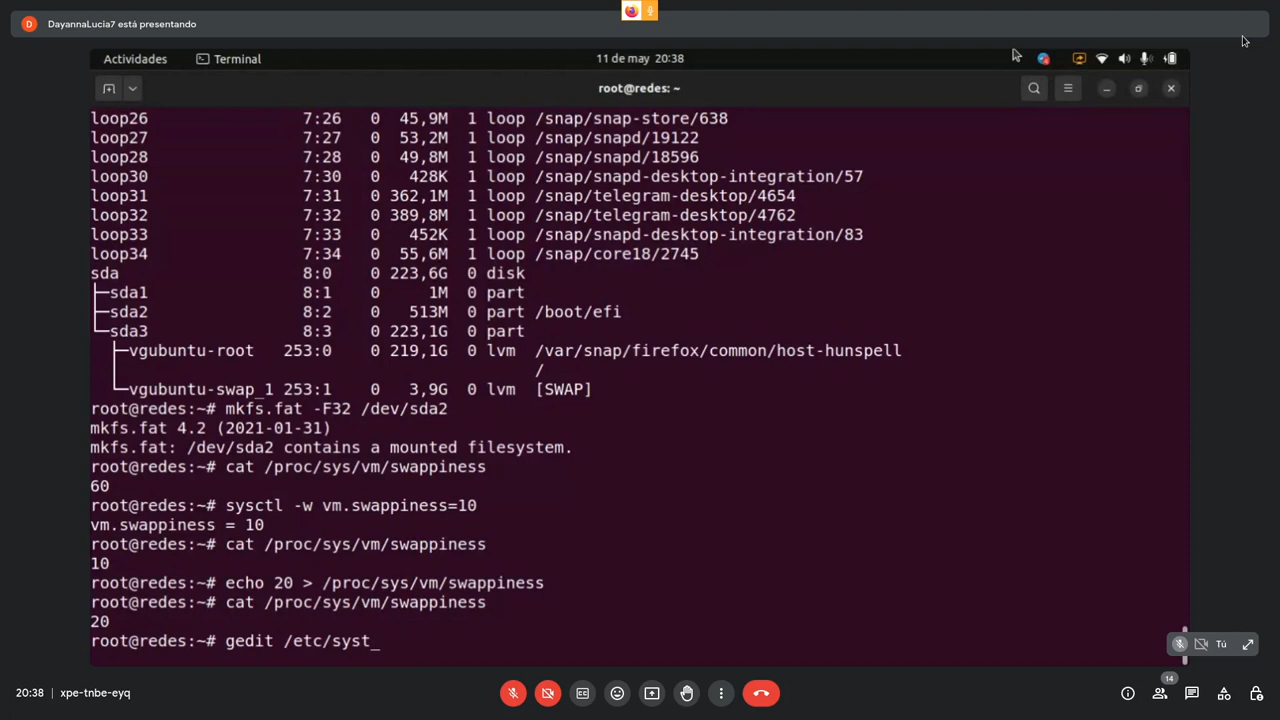 D DayannaLucia7 está presentando
Actividades Terminal 11 de may 20:38
root@redes: ~
loop26 7:26 0 45,9M 1 loop /snap/snap-store/638
loop27 7:27 0 53,2M 1 loop /snap/snapd/19122
loop28 7:28 0 49,8M 1 loop /snap/snapd/18596
loop30 7:30 0 428K 1 loop /snap/snapd-desktop-integration/57
loop31 7:31 0 362,1M 1 loop /snap/telegram-desktop/4654
loop32 7:32 0 389,8M 1 loop /snap/telegram-desktop/4762
loop33 7:33 0 452K 1 loop /snap/snapd-desktop-integration/83
loop34 7:34 0 55,6M 1 loop /snap/core18/2745
sda 8:0 0 223,6G 0 disk
├─sda1 8:1 0 1M 0 part
├─sda2 8:2 0 513M 0 part /boot/efi
└─sda3 8:3 0 223,1G 0 part
├─vgubuntu-root 253:0 0 219,1G 0 lvm /var/snap/firefox/common/host-hunspell
│ /
└─vgubuntu-swap_1 253:1 0 3,9G 0 lvm [SWAP]
root@redes:~# mkfs.fat -F32 /dev/sda2
mkfs.fat 4.2 (2021-01-31)
mkfs.fat: /dev/sda2 contains a mounted filesystem.
root@redes:~# cat /proc/sys/vm/swappiness
60
root@redes:~# sysctl -w vm.swappiness=10
vm.swappiness = 10
root@redes:~# cat /proc/sys/vm/swappiness
10
root@redes:~# echo 20 > /proc/sys/vm/swappiness
root@redes:~# cat /proc/sys/vm/swappiness
20
root@redes:~# gedit /etc/syst_
Tú
14
20:38 xpe-tnbe-eyq